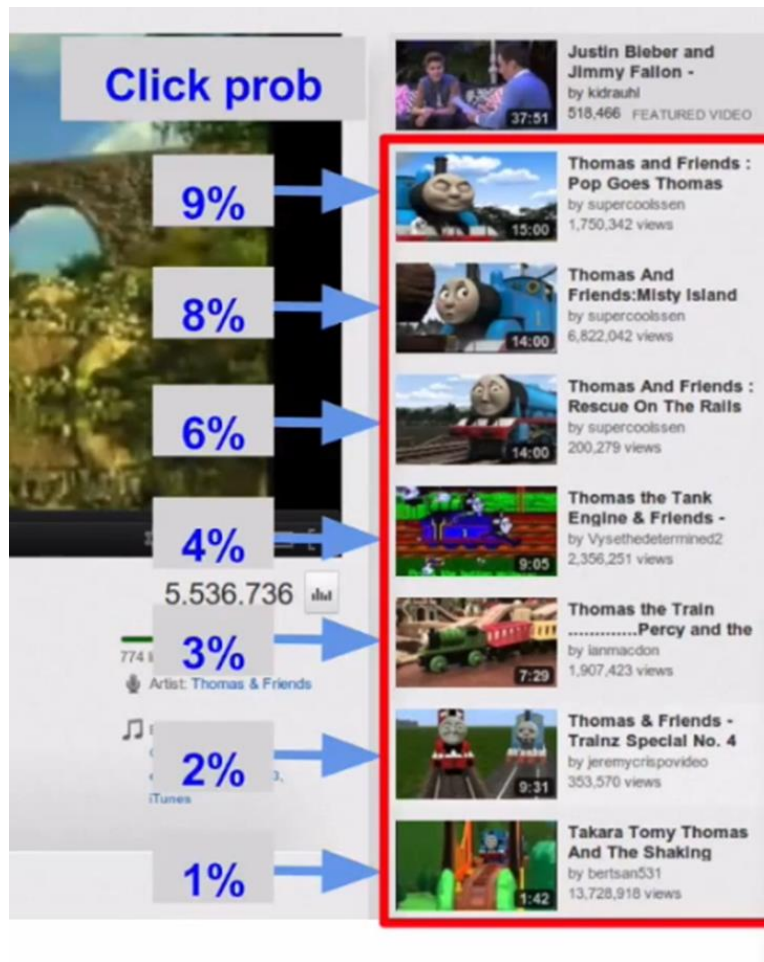 Click prob
Justin Bieber and
Jimmy Fallon -
by kidrauhl
518,466 FEATURED VIDEO
37:51
9%
Thomas and Friends :
Pop Goes Thomas
by supercoolssen
1,750,342 views
15:00
8%
Thomas And
Friends:Misty Island
by supercoolssen
6,822,042 views
14:00
6%
Thomas And Friends :
Rescue On The Rails
by supercoolssen
200,279 views
14:00
4%
Thomas the Tank
Engine & Friends -
by Vysethedetermined2
2,356,251 views
9:05
5.536.736
3%
774
Artist: Thomas & Friends
Thomas the Train
.............Percy and the
by ianmacdon
1,907,423 views
7:29
2%
3,
iTunes
Thomas & Friends -
Trainz Special No. 4
by jeremycrispovideo
353,570 views
9:31
1%
Takara Tomy Thomas
And The Shaking
by bertsan531
13,728,918 views
1:42